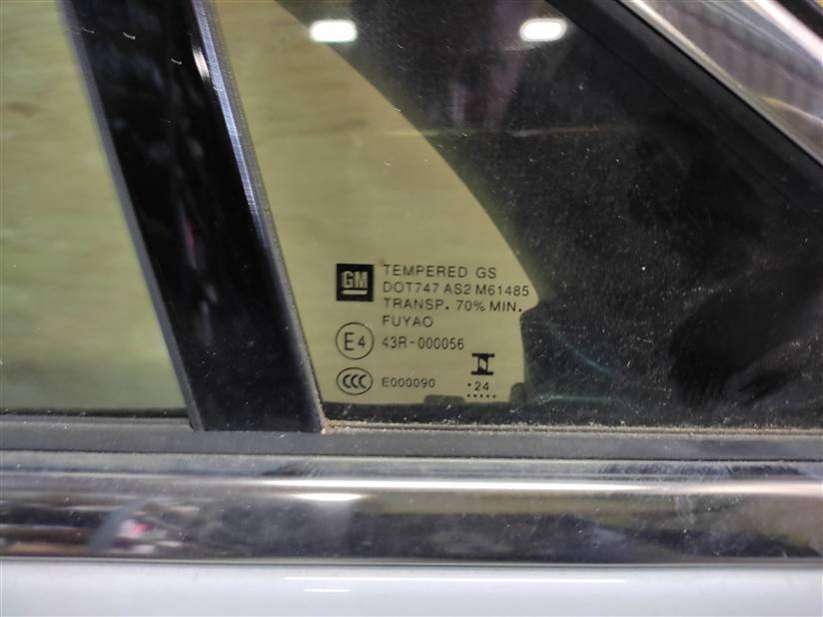 GM
TEMPERED GS
DOT747 AS2 M61485
TRANSP. 70% MIN.
FUYAO
E4 43R-000056
CCC E000090
•24
•••••